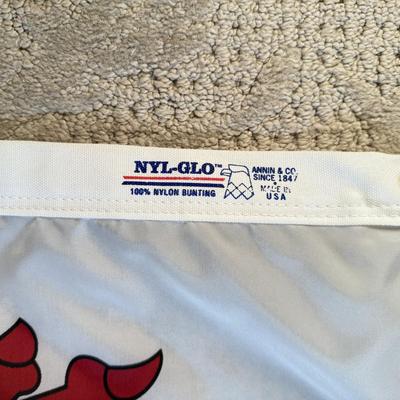 NYL-GLO™
100% NYLON BUNTING
ANNIN & CO.
SINCE 1847
MADE IN
USA